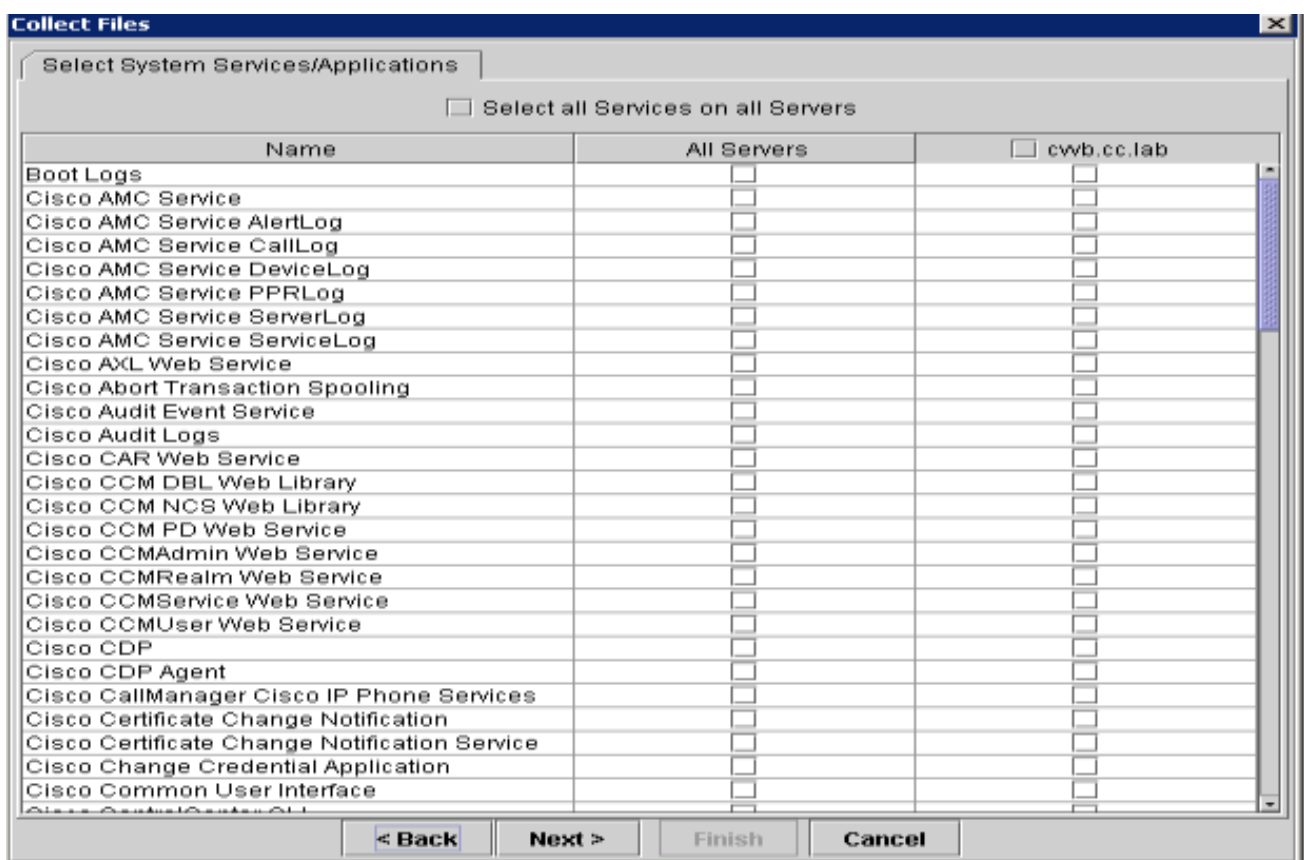 Collect Files
Select System Services/Applications
Select all Services on all Servers
Name All Servers cvvb.cc.lab
Boot Logs
Cisco AMC Service
Cisco AMC Service AlertLog
Cisco AMC Service CallLog
Cisco AMC Service DeviceLog
Cisco AMC Service PPRLog
Cisco AMC Service ServerLog
Cisco AMC Service ServiceLog
Cisco AXL Web Service
Cisco Abort Transaction Spooling
Cisco Audit Event Service
Cisco Audit Logs
Cisco CAR Web Service
Cisco CCM DBL Web Library
Cisco CCM NCS Web Library
Cisco CCM PD Web Service
Cisco CCMAdmin Web Service
Cisco CCMRealm Web Service
Cisco CCMService Web Service
Cisco CCMUser Web Service
Cisco CDP
Cisco CDP Agent
Cisco CallManager Cisco IP Phone Services
Cisco Certificate Change Notification
Cisco Certificate Change Notification Service
Cisco Change Credential Application
Cisco Common User Interface
< Back Next > Finish Cancel